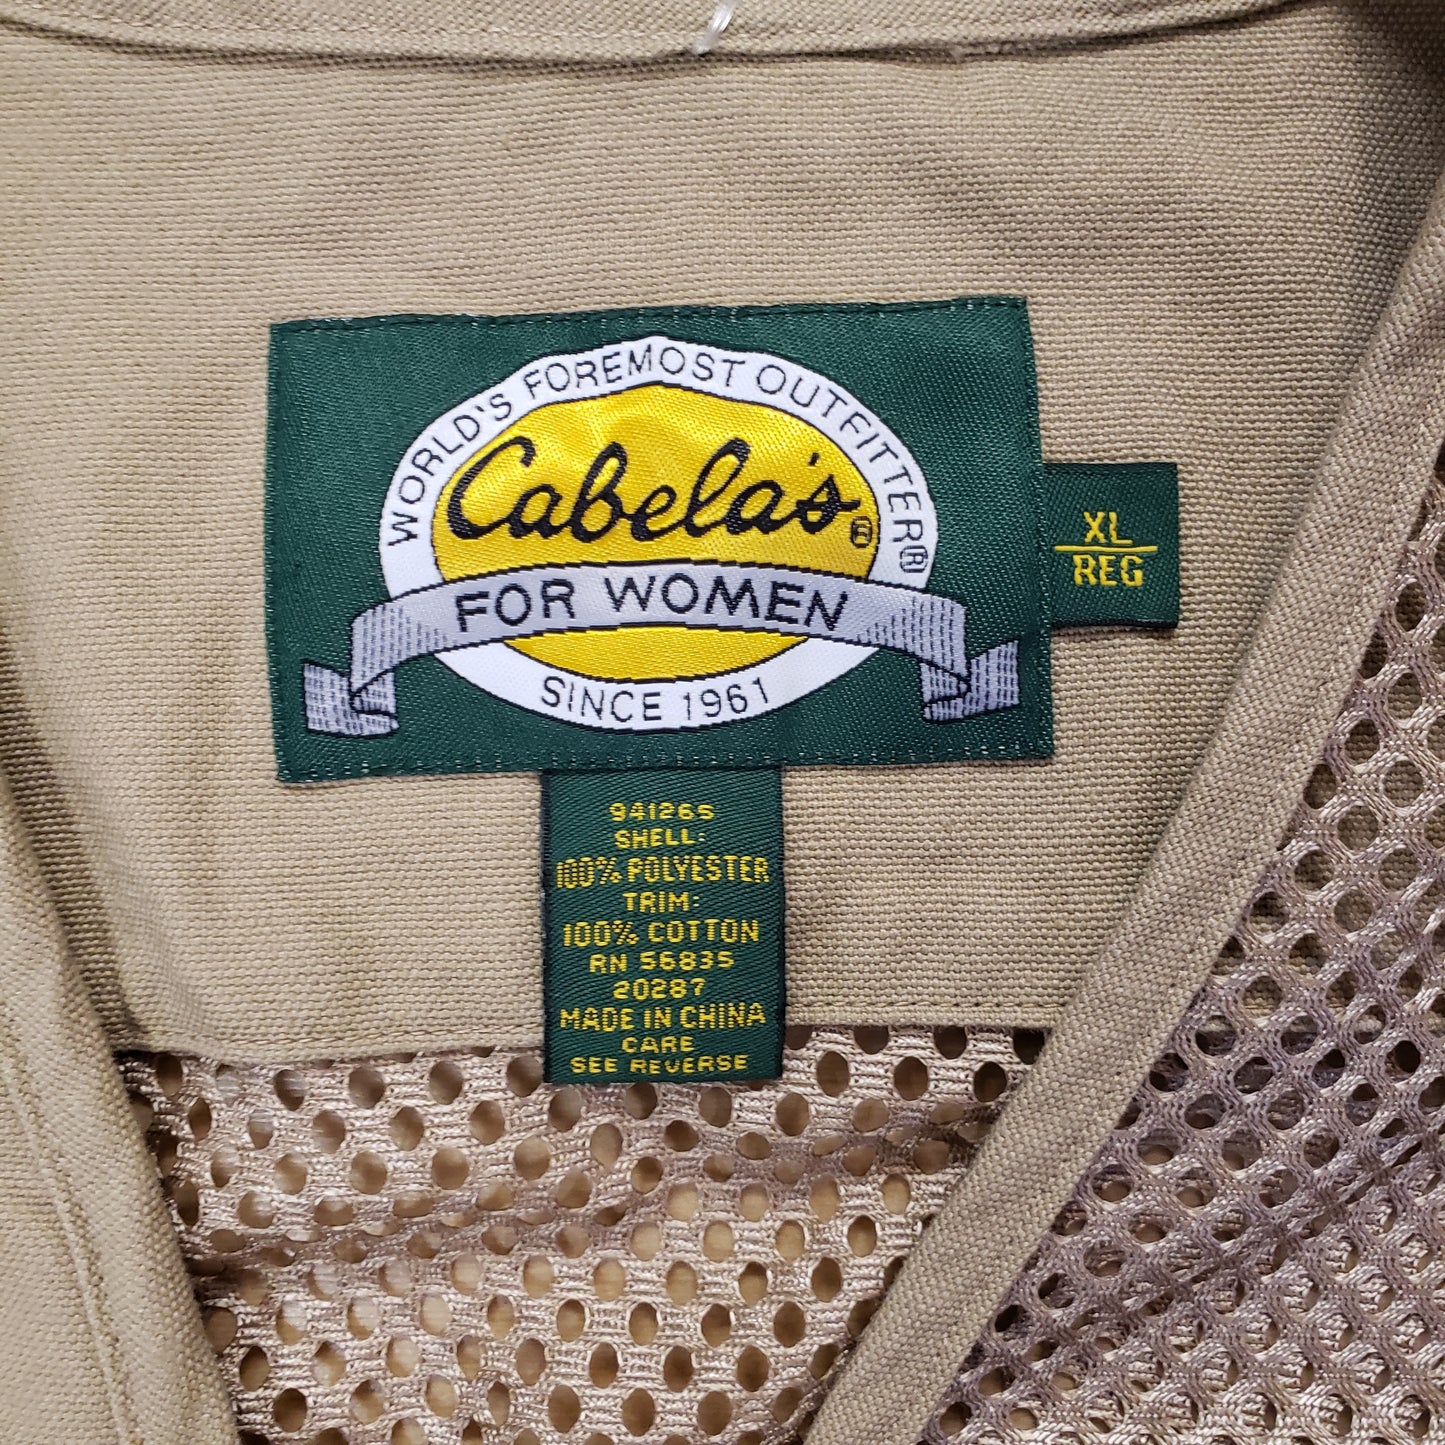 WORLD'S FOREMOST OUTFITTER®
Cabela's®
FOR WOMEN
SINCE 1961
XL
REG
94126S
SHELL:
100% POLYESTER
TRIM:
100% COTTON
RN 56835
20287
MADE IN CHINA
CARE
SEE REVERSE